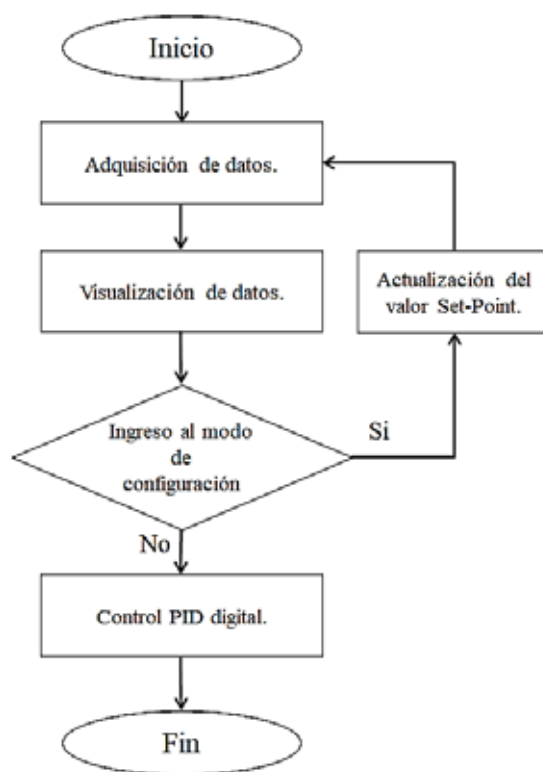 Inicio
Adquisición de datos.
Visualización de datos.
Actualización del
valor Set-Point.
Ingreso al modo
de
configuración
Si
No
Control PID digital.
Fin